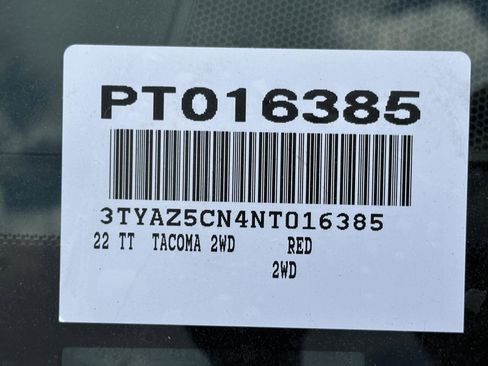 PT016385
3TYAZ5CN4NT016385
22 TT TACOMA 2WD RED
2WD